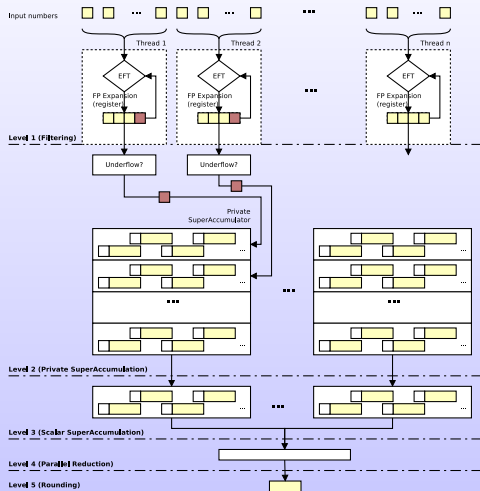 Input numbers
Thread 1
Thread 2
Thread n
EFT
EFT
EFT
FP Expansion
(register)
FP Expansion
(register)
FP Expansion
(register)
Level 1 (Filtering)
Underflow?
Underflow?
Private
SuperAccumulator
...
...
...
...
...
...
Level 2 (Private SuperAccumulation)
...
...
Level 3 (Scalar SuperAccumulation)
Level 4 (Parallel Reduction)
Level 5 (Rounding)